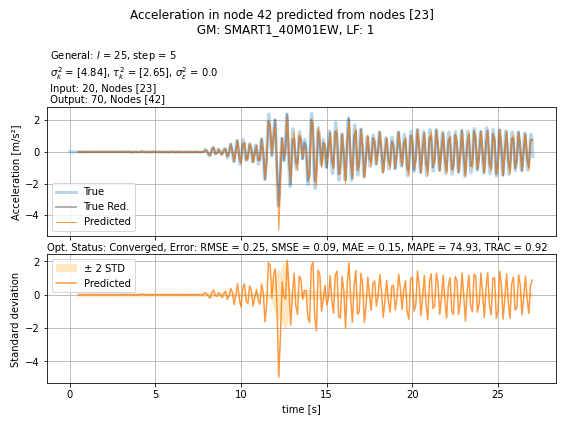 Acceleration in node 42 predicted from nodes [23]
GM: SMART1_40M01EW, LF: 1
General: l = 25, step = 5
σ²ₖ = [4.84], τ²ₖ = [2.65], σ²ε = 0.0
Input: 20, Nodes [23]
Output: 70, Nodes [42]
Acceleration [m/s²]
2
0
−2
−4
True
True Red.
Predicted
Opt. Status: Converged, Error: RMSE = 0.25, SMSE = 0.09, MAE = 0.15, MAPE = 74.93, TRAC = 0.92
Standard deviation
2
0
−2
−4
± 2 STD
Predicted
0 5 10 15 20 25
time [s]